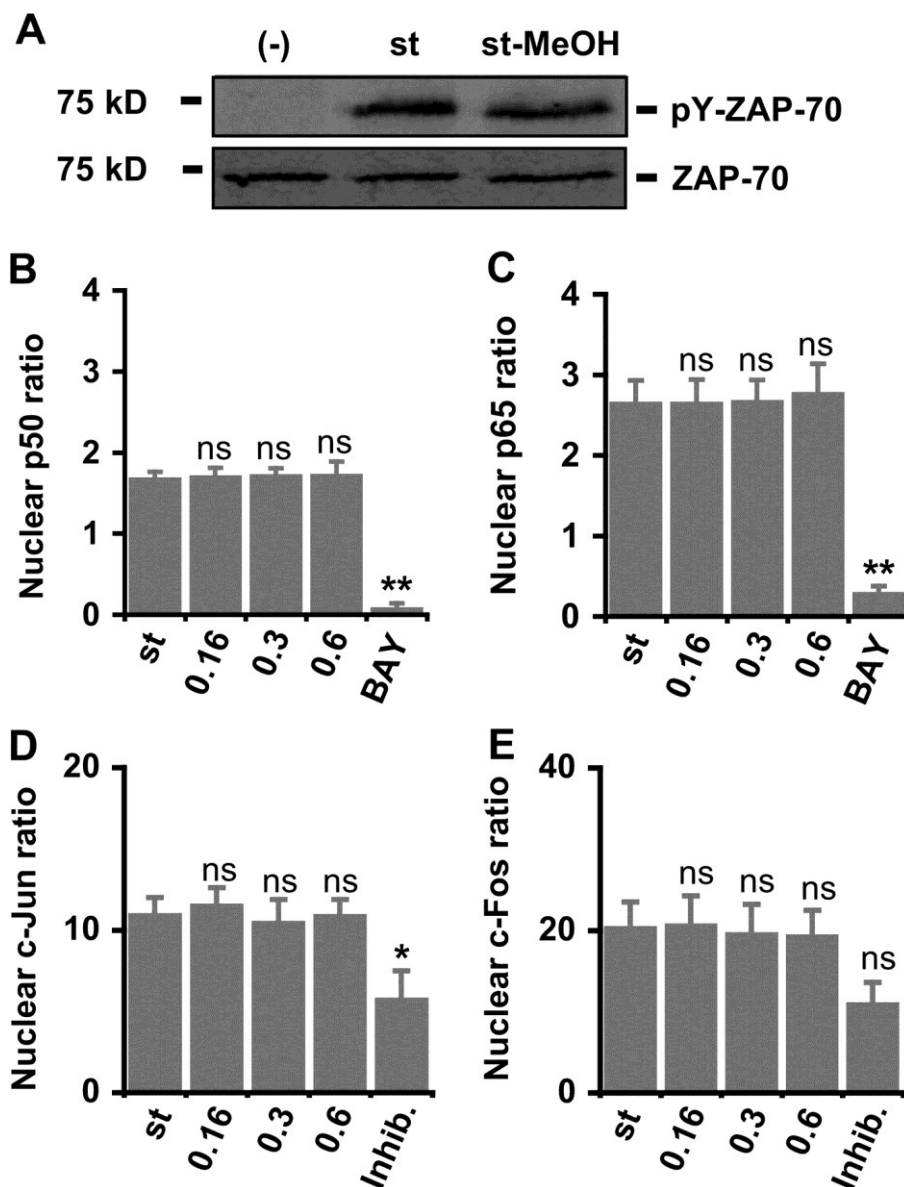 A
(-) st st-MeOH
75 kD
pY-ZAP-70
75 kD
ZAP-70
B
Nuclear p50 ratio
4
3
2
1
0
ns ns ns **
st 0.16 0.3 0.6 BAY
C
Nuclear p65 ratio
4
3
2
1
0
ns ns ns **
st 0.16 0.3 0.6 BAY
D
Nuclear c-Jun ratio
20
10
0
ns ns ns *
st 0.16 0.3 0.6 Inhib.
E
Nuclear c-Fos ratio
40
20
0
ns ns ns ns
st 0.16 0.3 0.6 Inhib.